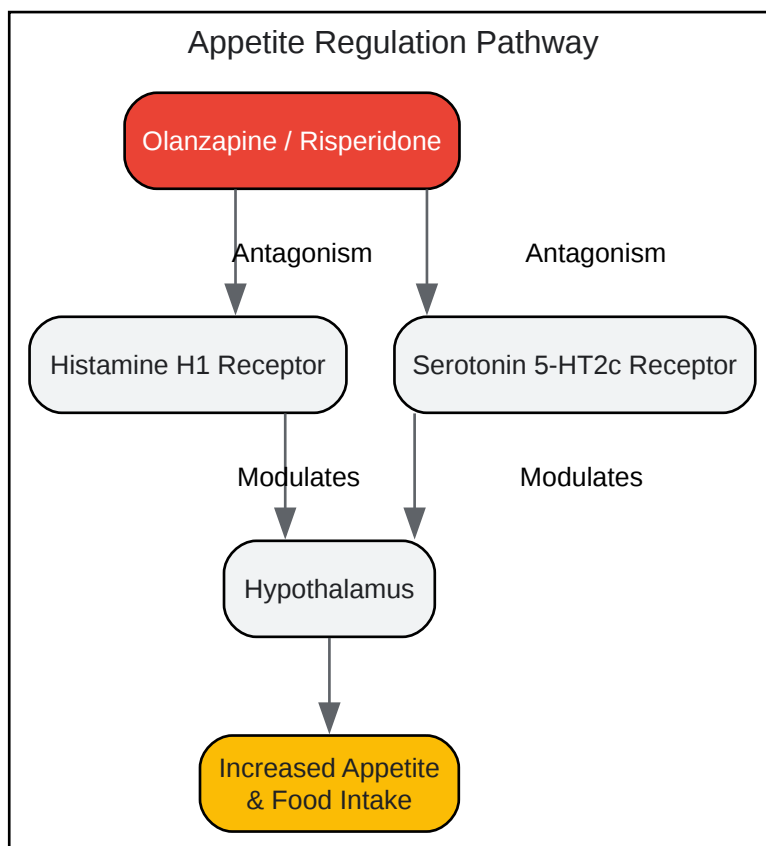 Appetite Regulation Pathway
Olanzapine / Risperidone
Antagonism
Antagonism
Histamine H1 Receptor
Serotonin 5-HT2c Receptor
Modulates
Modulates
Hypothalamus
Increased Appetite
& Food Intake